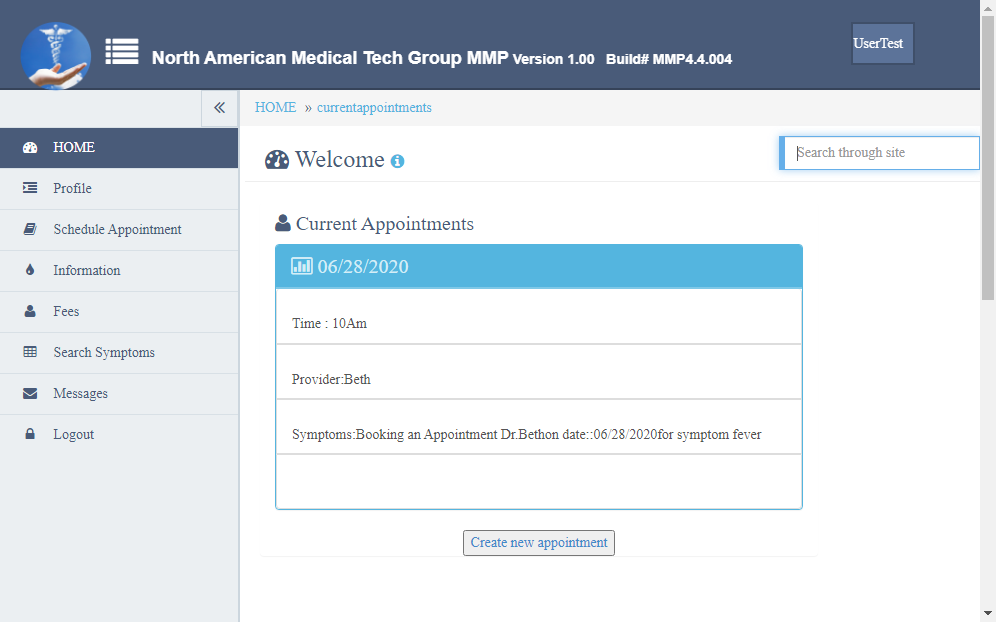 North American Medical Tech Group MMP Version 1.00 Build# MMP4.4.004
UserTest
HOME » currentappointments
HOME
Profile
Schedule Appointment
Information
Fees
Search Symptoms
Messages
Logout
Welcome
Search through site
Current Appointments
06/28/2020
Time : 10Am
Provider:Beth
Symptoms:Booking an Appointment Dr.Bethon date::06/28/2020for symptom fever
Create new appointment